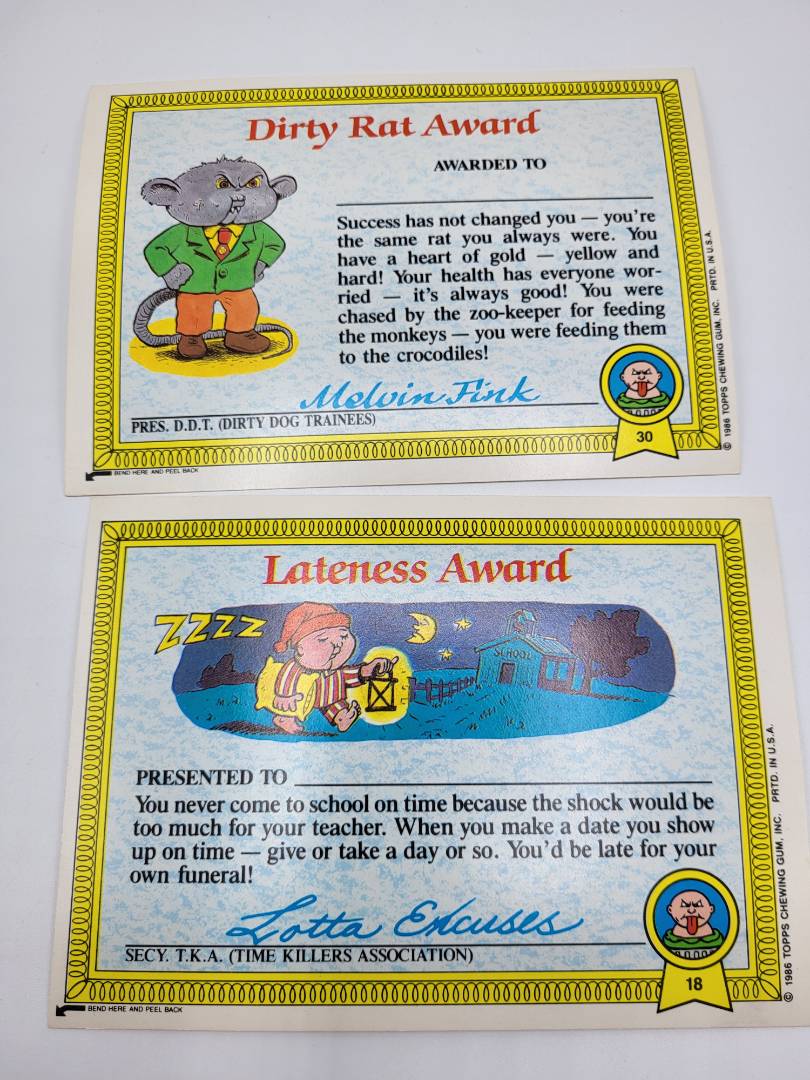 Dirty Rat Award
AWARDED TO
Success has not changed you — you're
the same rat you always were. You
have a heart of gold — yellow and
hard! Your health has everyone wor-
ried — it's always good! You were
chased by the zoo-keeper for feeding
the monkeys — you were feeding them
to the crocodiles!
Melvin Fink
PRES. D.D.T. (DIRTY DOG TRAINEES)
30
BEND HERE AND PEEL BACK
© 1986 TOPPS CHEWING GUM, INC. PRTD. IN U.S.A.
Lateness Award
ZZZZ
SCHOOL
PRESENTED TO
You never come to school on time because the shock would be
too much for your teacher. When you make a date you show
up on time — give or take a day or so. You'd be late for your
own funeral!
Lotta Excuses
SECY. T.K.A. (TIME KILLERS ASSOCIATION)
18
BEND HERE AND PEEL BACK
© 1986 TOPPS CHEWING GUM, INC. PRTD. IN U.S.A.